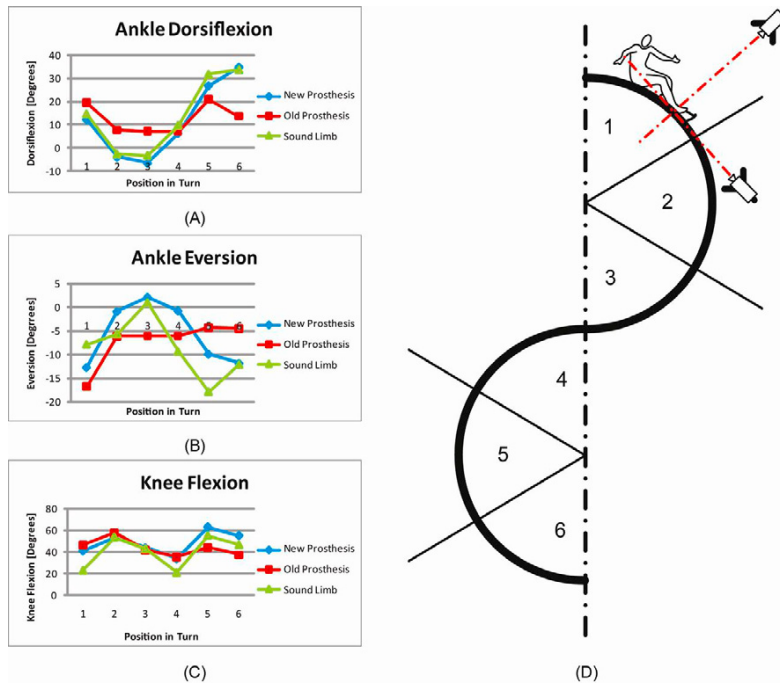 Ankle Dorsiflexion
Dorsiflexion [Degrees]
40
30
20
10
0
-10
1 2 3 4 5 6
Position in Turn
New Prosthesis
Old Prosthesis
Sound Limb
(A)
Ankle Eversion
Eversion [Degrrees]
5
0
-5
-10
-15
-20
1 2 3 4
Position in Turn
New Prosthesis
Old Prosthesis
Sound Limb
(B)
Knee Flexion
Knee Flexion [Degrees]
80
60
40
20
0
1 2 3 4 5 6
Position in Turn
New Prosthesis
Old Prosthesis
Sound Limb
(C)
1
2
3
4
5
6
(D)